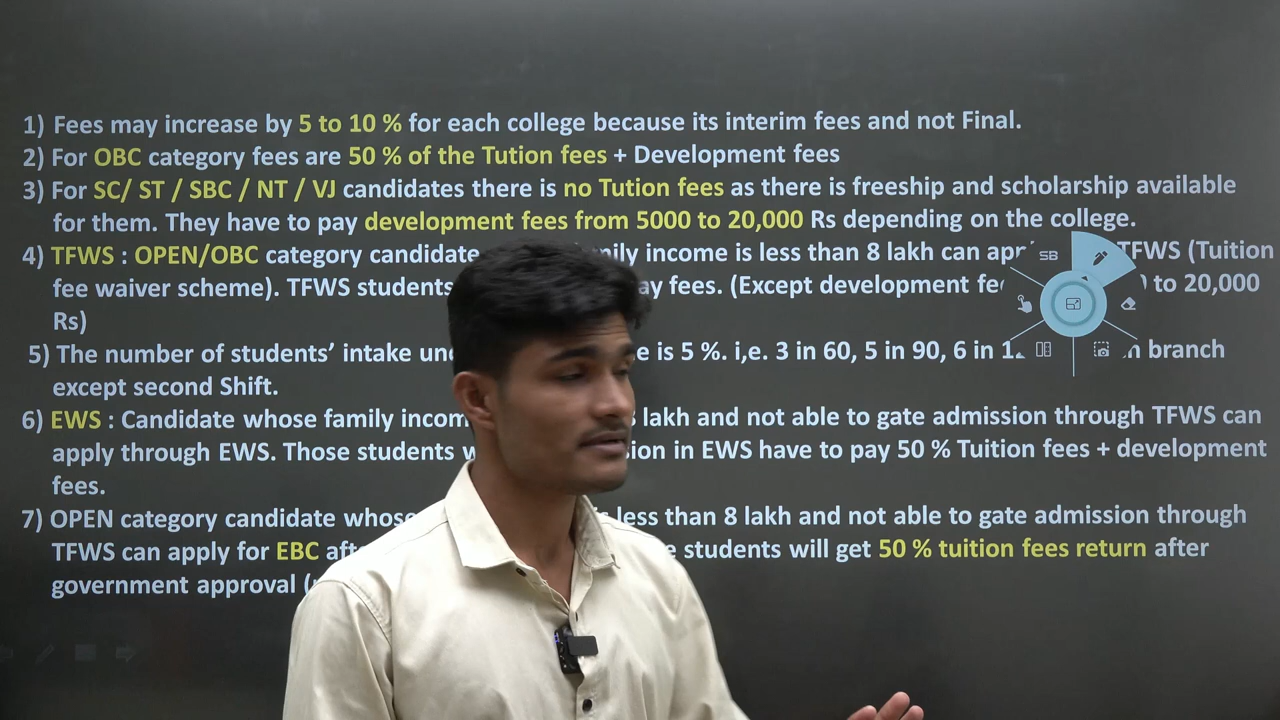 1) Fees may increase by 5 to 10 % for each college because its interim fees and not Final.
2) For OBC category fees are 50 % of the Tution fees + Development fees
3) For SC/ ST / SBC / NT / VJ candidates there is no Tution fees as there is freeship and scholarship available
for them. They have to pay development fees from 5000 to 20,000 Rs depending on the college.
4) TFWS : OPEN/OBC category candidate income is less than 8 lakh can TFWS (Tuition
fee waiver scheme). TFWS students fees. (Except development to 20,000
Rs)
5) The number of students’ intake is 5 %. i,e. 3 in 60, 5 in 90, 6 in branch
except second Shift.
6) EWS : Candidate whose family lakh and not able to gate admission through TFWS can
apply through EWS. Those students in EWS have to pay 50 % Tuition fees + development
fees.
7) OPEN category candidate less than 8 lakh and not able to gate admission through
TFWS can apply for EBC students will get 50 % tuition fees return after
government approval
SB